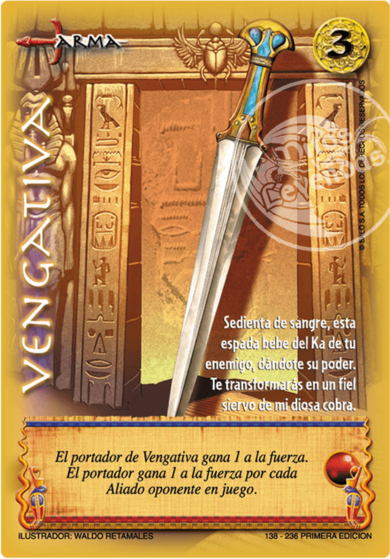 ARMA
3
VENGATIVA
Sedienta de sangre, esta
espada bebe del Ka de tu
enemigo, dándote su poder.
Te transformarás en un fiel
siervo de mi diosa cobra.
El portador de Vengativa gana 1 a la fuerza.
El portador gana 1 a la fuerza por cada
Aliado oponente en juego.
ILUSTRADOR: WALDO RETAMALES
138 - 236 PRIMERA EDICION